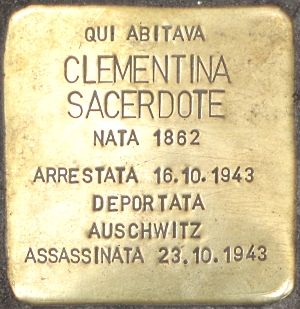 QUI ABITAVA
CLEMENTINA
SACERDOTE
NATA 1862
ARRESTATA 16.10.1943
DEPORTATA
AUSCHWITZ
ASSASSINATA 23.10.1943